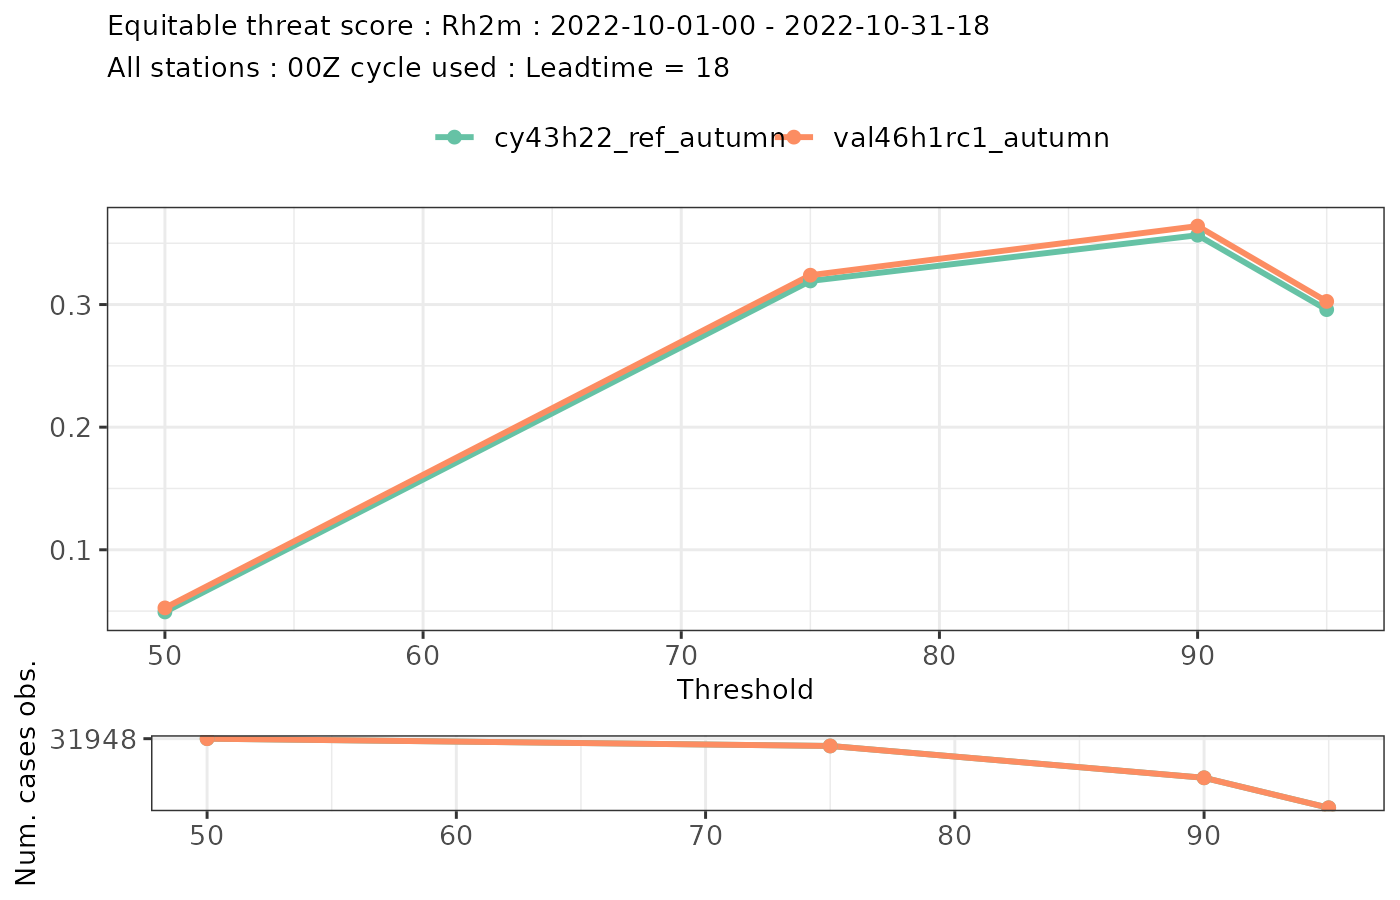 Equitable threat score : Rh2m : 2022-10-01-00 - 2022-10-31-18
All stations : 00Z cycle used : Leadtime = 18
cy43h22_ref_autumn val46h1rc1_autumn
0.3
0.2
0.1
50 60 70 80 90
Threshold
Num. cases obs.
31948
50 60 70 80 90